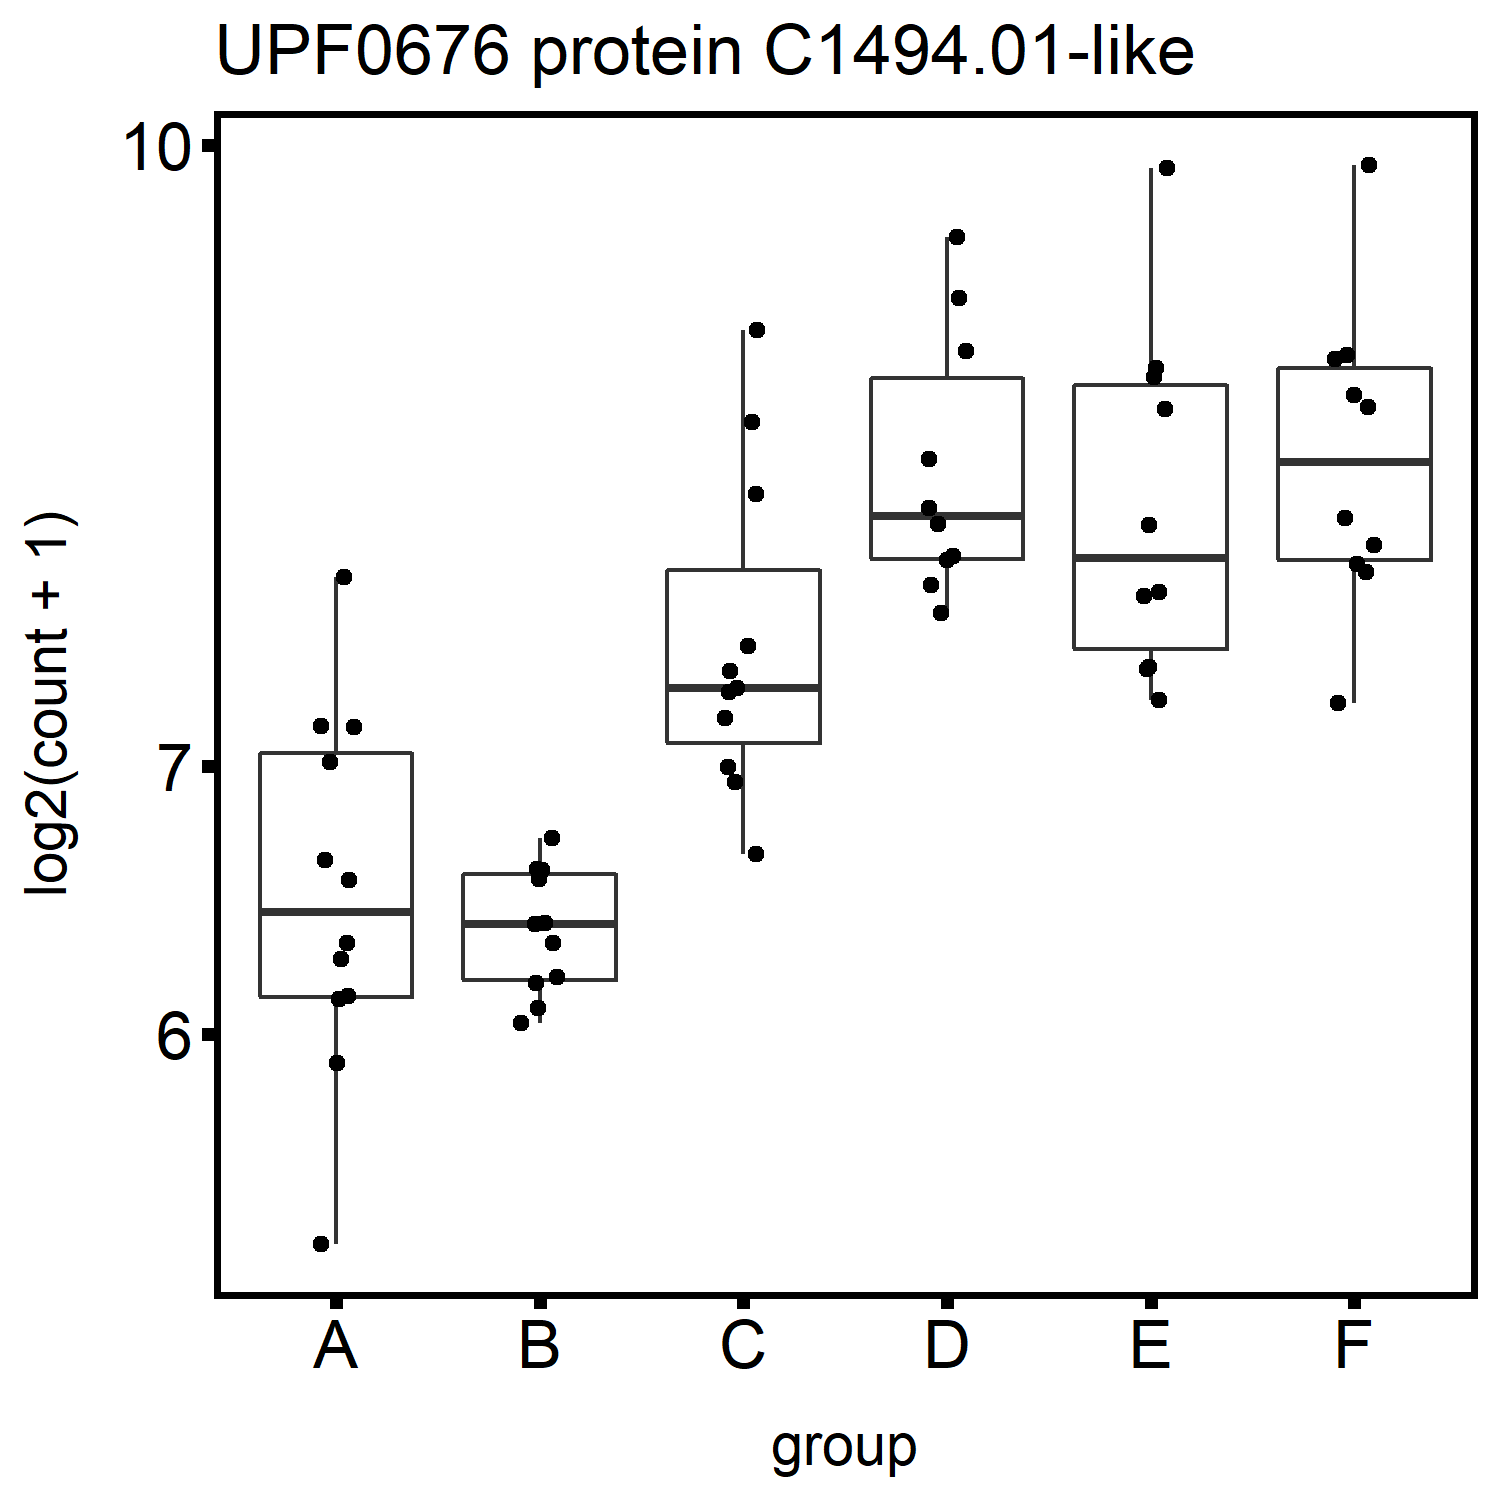 UPF0676 protein C1494.01-like
10
7
6
log2(count + 1)
A B C D E F
group